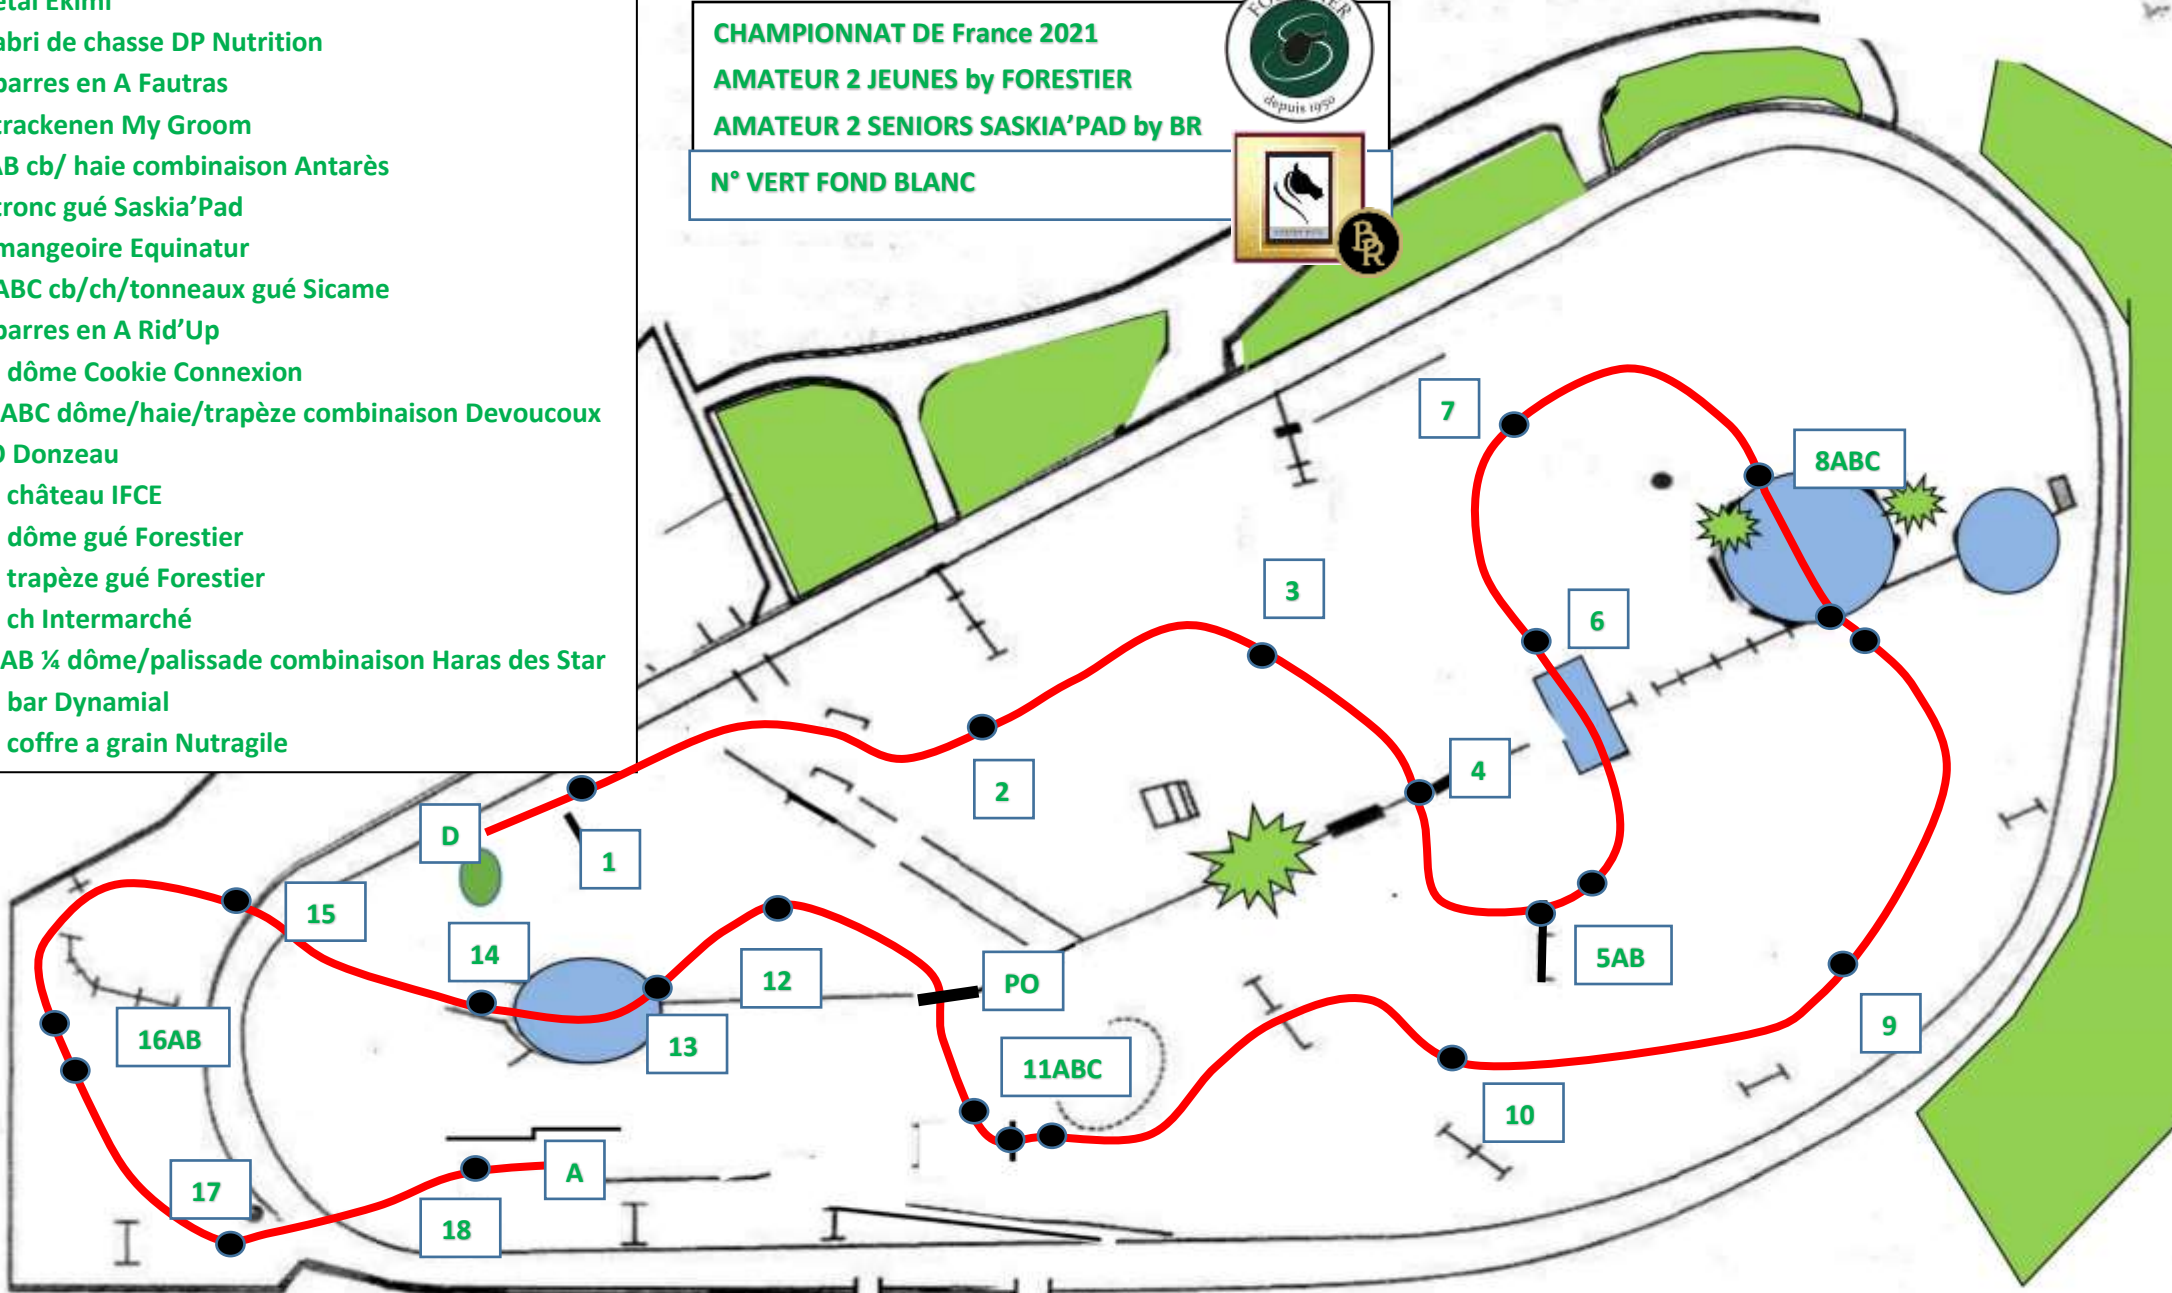 étal Ekimi
abri de chasse DP Nutrition
barres en A Fautras
trackenen My Groom
AB cb/ haie combinaison Antarès
tronc gué Saskia'Pad
mangeoire Equinatur
ABC cb/ch/tonneaux gué Sicame
barres en A Rid'Up
dôme Cookie Connexion
ABC dôme/haie/trapèze combinaison Devoucoux
O Donzeau
château IFCE
dôme gué Forestier
trapèze gué Forestier
ch Intermarché
AB ¼ dôme/palissade combinaison Haras des Star
bar Dynamial
coffre a grain Nutragile
CHAMPIONNAT DE France 2021
AMATEUR 2 JEUNES by FORESTIER
AMATEUR 2 SENIORS SASKIA'PAD by BR
N° VERT FOND BLANC
FORESTIER
depuis 1950
BR
7
8ABC
3
6
4
2
D
1
15
14
12
PO
5AB
16AB
13
11ABC
9
10
17
A
18